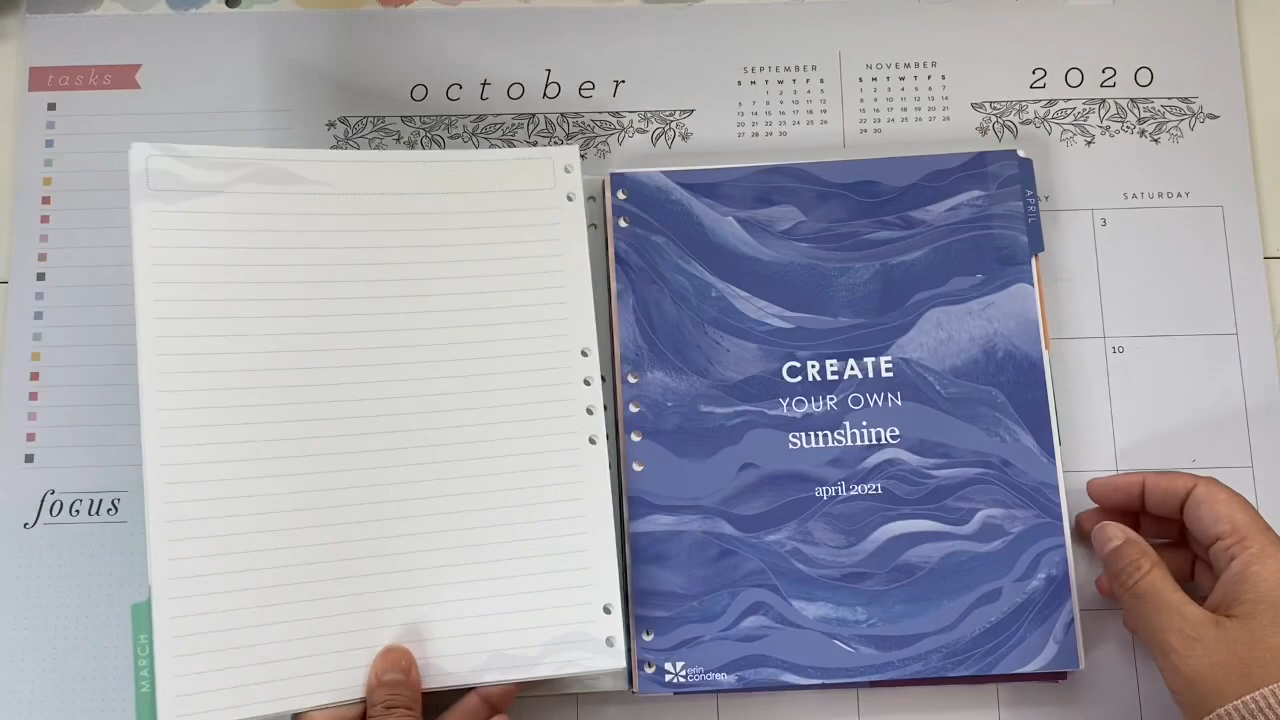 tasks
october
SEPTEMBER
S M T W T F S
1 2 3 4 5
6 7 8 9 10 11 12
13 14 15 16 17 18 19
20 21 22 23 24 25 26
27 28 29 30
NOVEMBER
S M T W T F S
1 2 3 4 5 6 7
8 9 10 11 12 13 14
15 16 17 18 19 20 21
22 23 24 25 26 27 28
29 30
2020
AY
SATURDAY
3
10
focus
MARCH
APRIL
CREATE
YOUR OWN
sunshine
april 2021
erin
condren